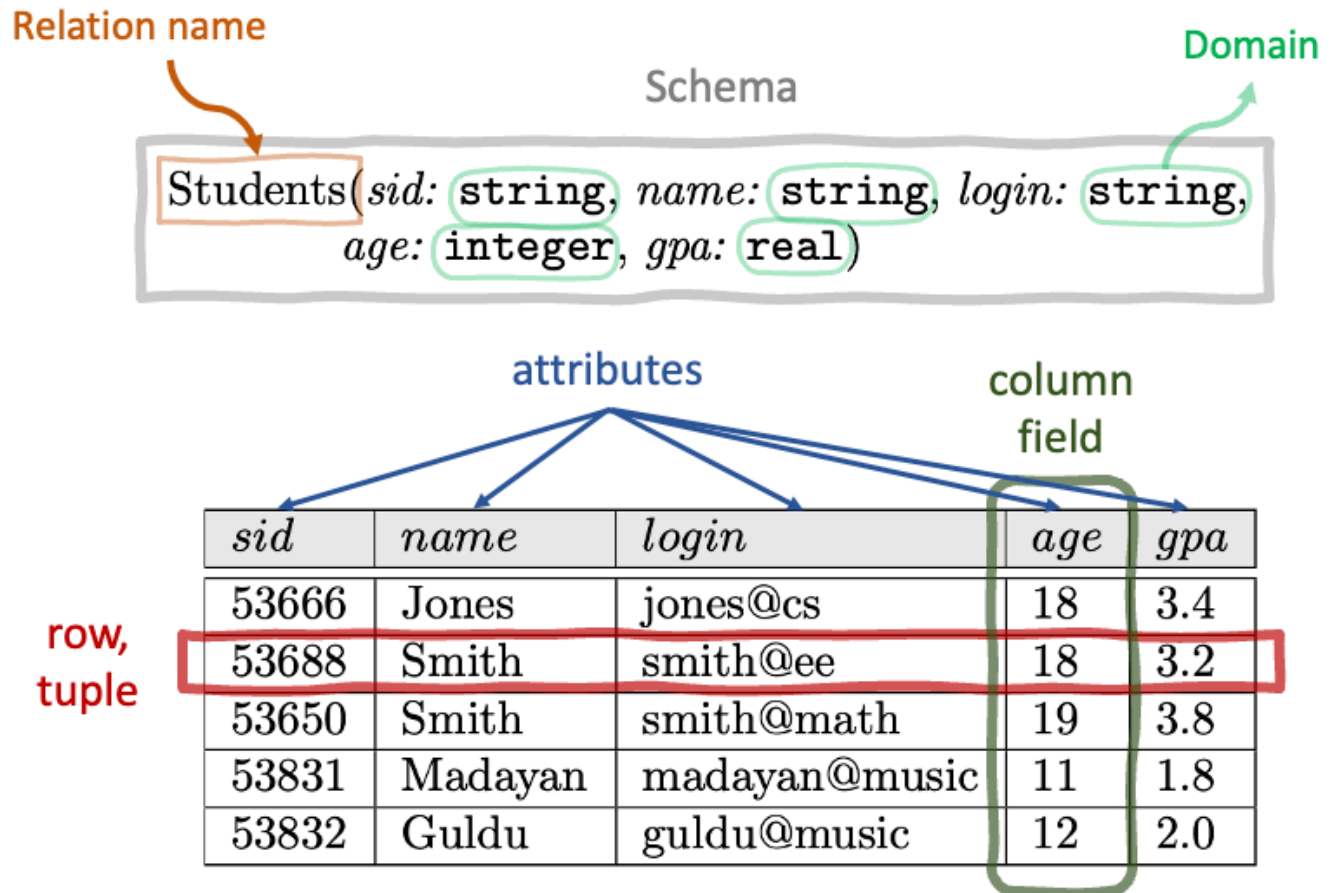 Relation name
Domain
Schema
Students(sid: string, name: string, login: string,
age: integer, gpa: real)
attributes
column
field
sid name login age gpa
53666 Jones jones@cs 18 3.4
row,
tuple
53688 Smith smith@ee 18 3.2
53650 Smith smith@math 19 3.8
53831 Madayan madayan@music 11 1.8
53832 Guldu guldu@music 12 2.0